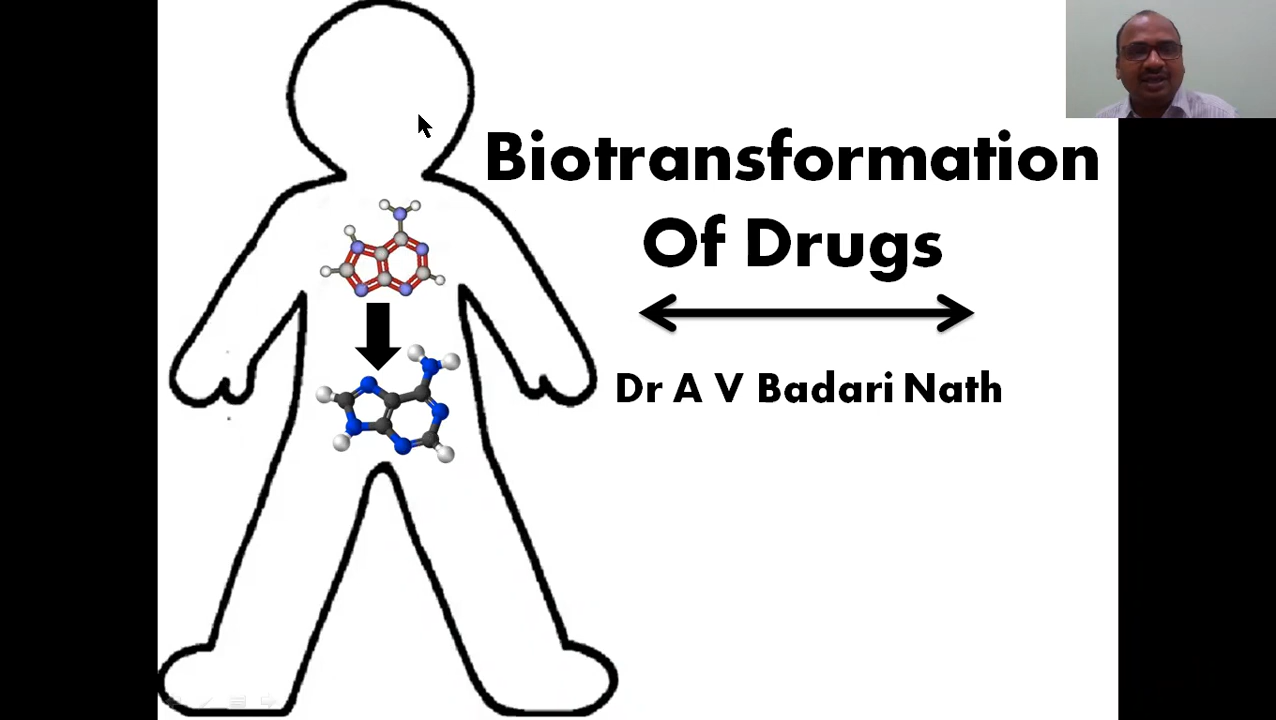 Biotransformation
Of Drugs
Dr A V Badari Nath